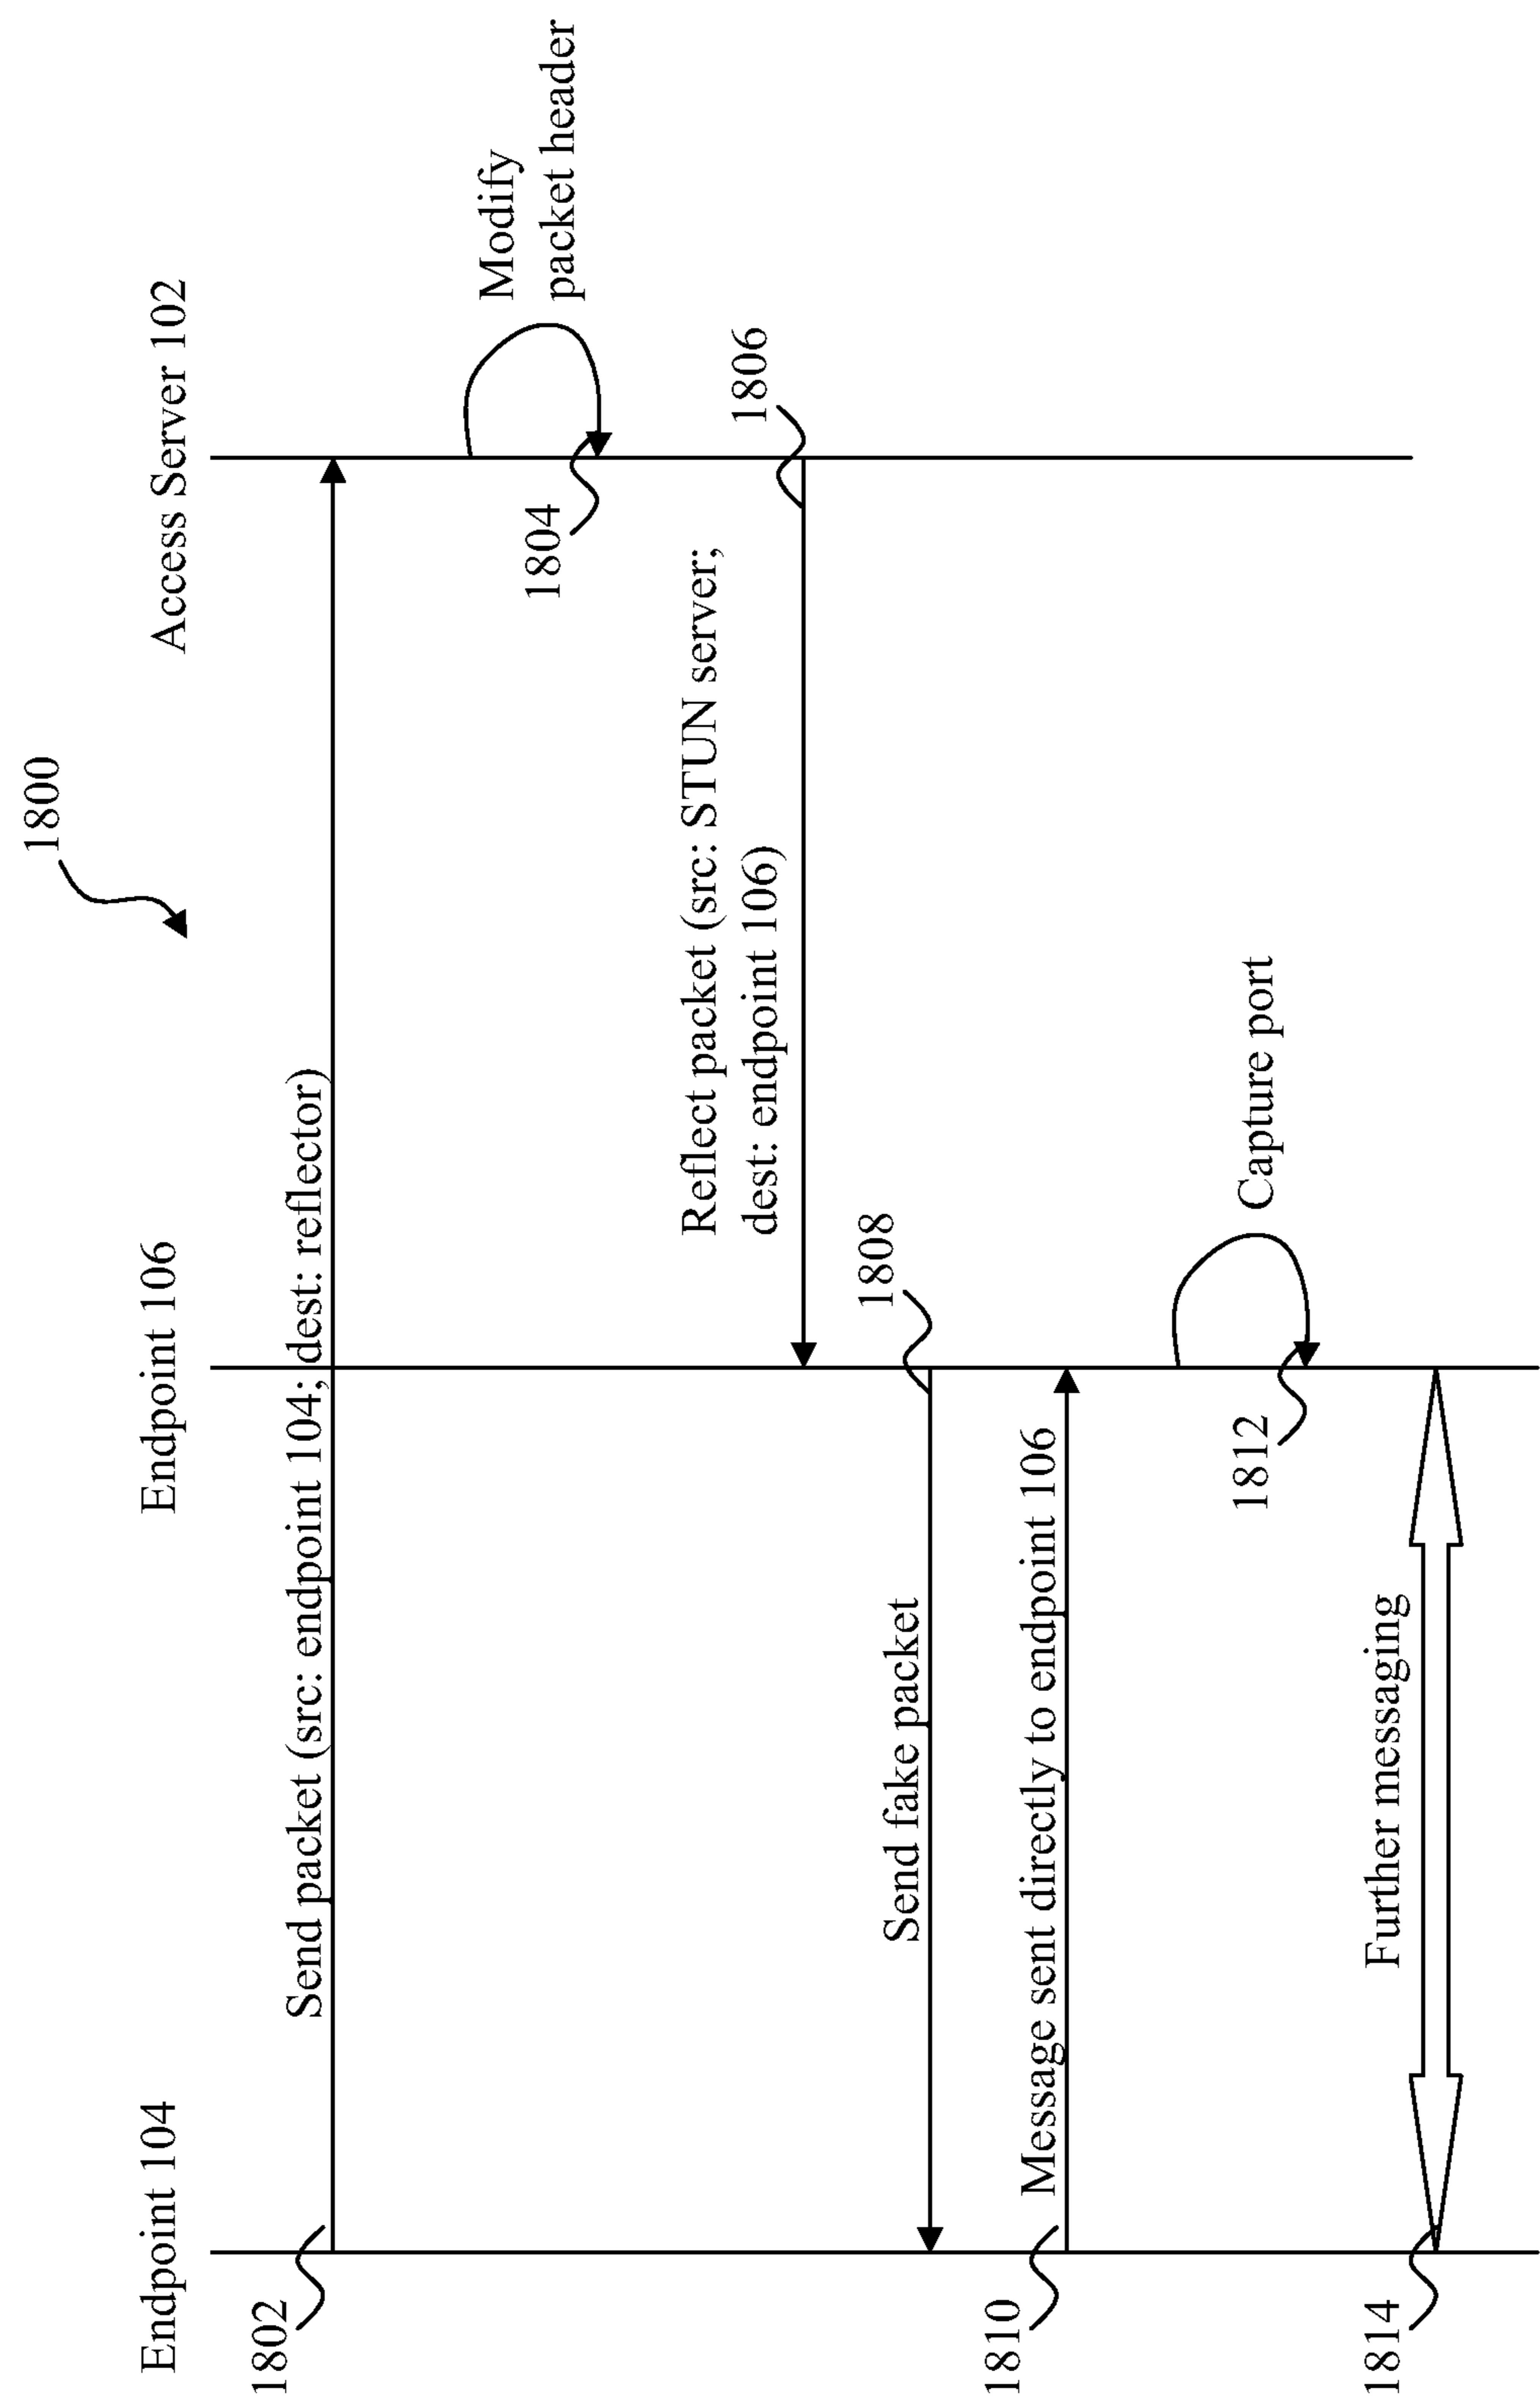 1800
Endpoint 104
Endpoint 106
Access Server 102
1802
Send packet (src: endpoint 104; dest: reflector)
Modify
packet header
1804
Reflect packet (src: STUN server;
dest: endpoint 106)
1806
1808
Send fake packet
1810
Message sent directly to endpoint 106
Capture port
1812
1814
Further messaging